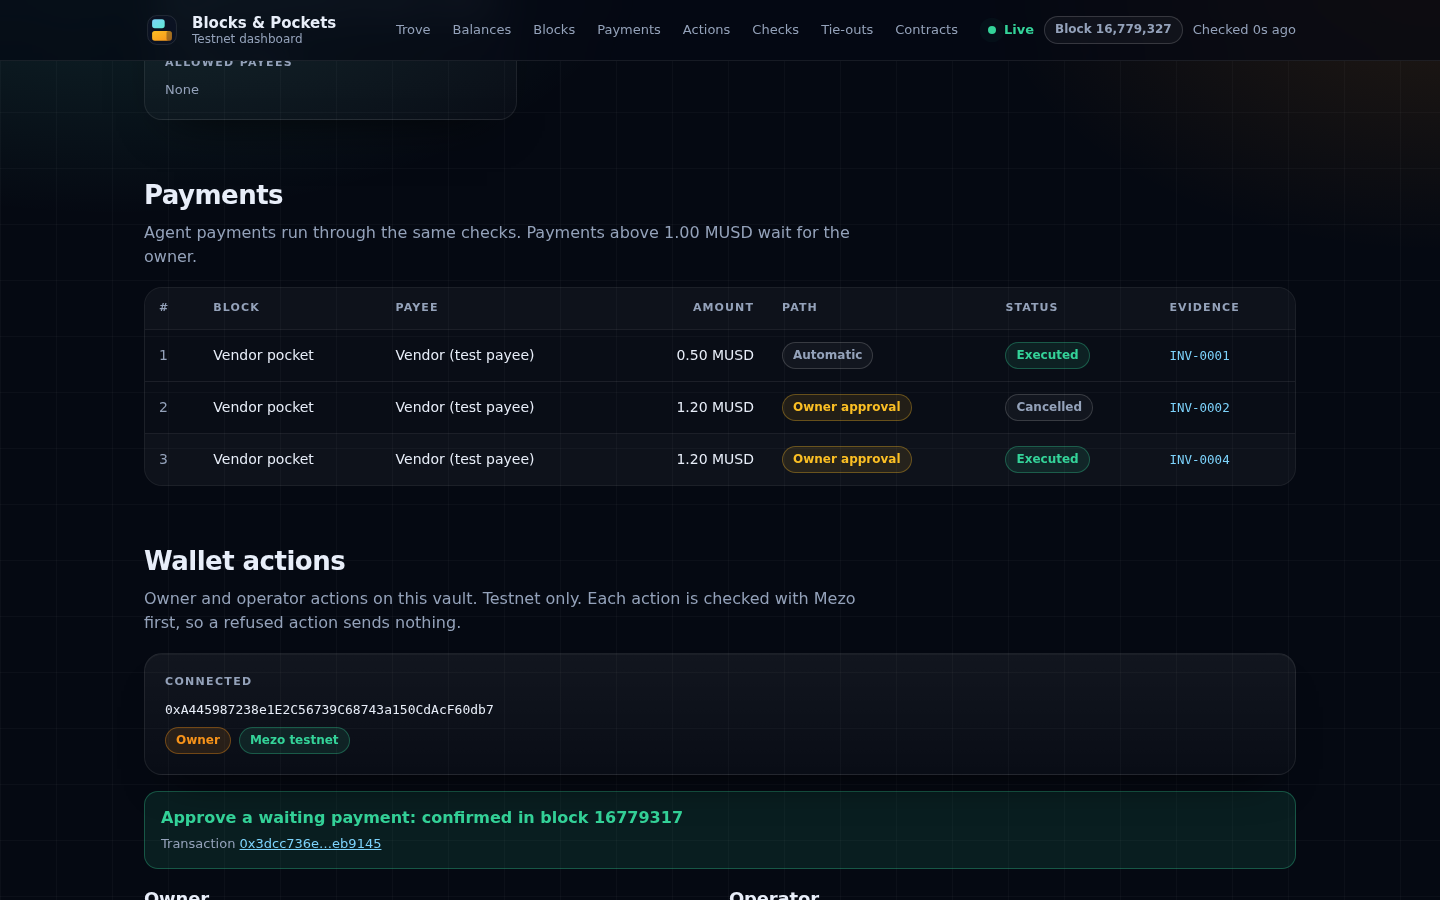 Blocks & Pockets
Testnet dashboard
Trove Balances Blocks Payments Actions Checks Tie-outs Contracts Live Block 16,779,327 Checked 0s ago
ALLOWED PAYEES
None
Payments
Agent payments run through the same checks. Payments above 1.00 MUSD wait for the
owner.
# BLOCK PAYEE AMOUNT PATH STATUS EVIDENCE
1 Vendor pocket Vendor (test payee) 0.50 MUSD Automatic Executed INV-0001
2 Vendor pocket Vendor (test payee) 1.20 MUSD Owner approval Cancelled INV-0002
3 Vendor pocket Vendor (test payee) 1.20 MUSD Owner approval Executed INV-0004
Wallet actions
Owner and operator actions on this vault. Testnet only. Each action is checked with Mezo
first, so a refused action sends nothing.
CONNECTED
0xA445987238e1E2C56739C68743a150CdAcF60db7
Owner Mezo testnet
Approve a waiting payment: confirmed in block 16779317
Transaction 0x3dcc736e…eb9145
Owner Operator